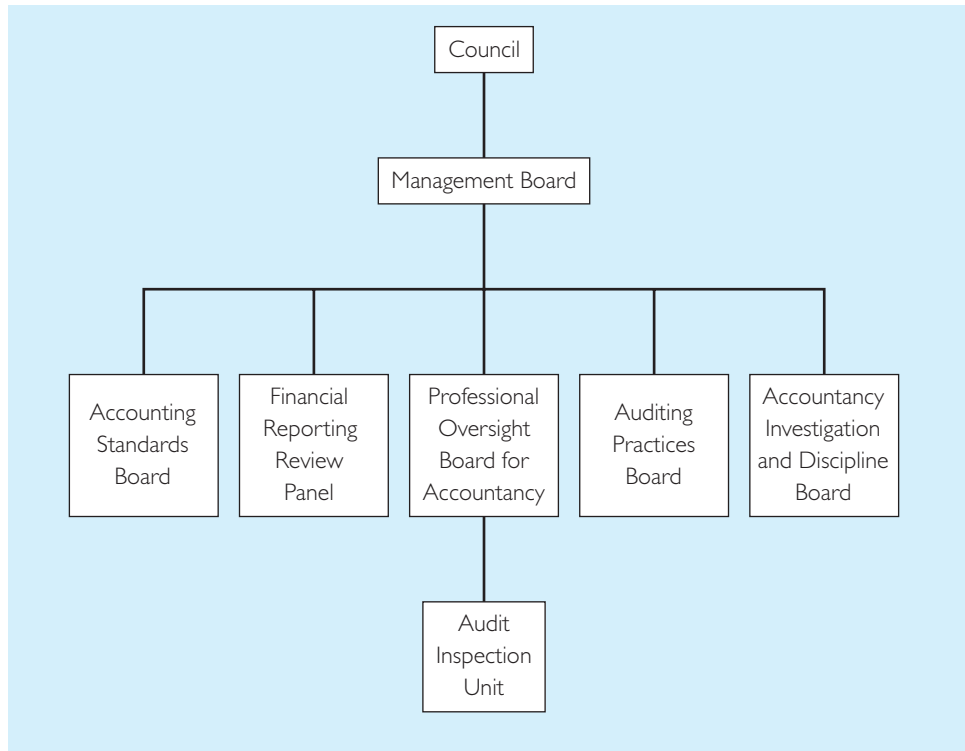 Council
Management Board
Accounting
Standards
Board
Financial
Reporting
Review
Panel
Professional
Oversight
Board for
Accountancy
Auditing
Practices
Board
Accountancy
Investigation
and Discipline
Board
Audit
Inspection
Unit